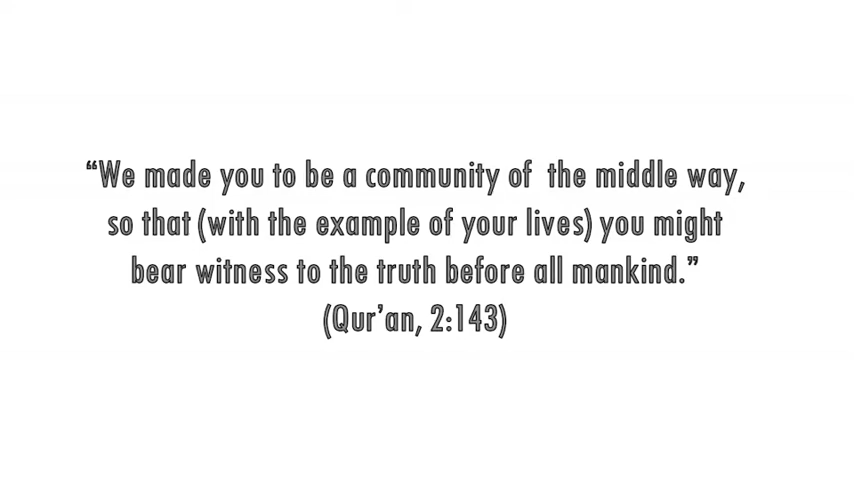 “We made you to be a community of the middle way,
so that (with the example of your lives) you might
bear witness to the truth before all mankind.”
(Qur’an, 2:143)